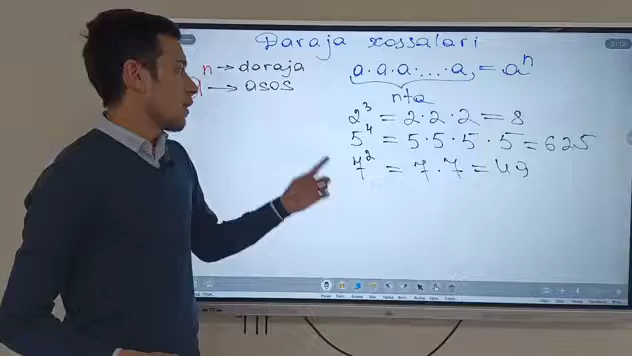 Daraja xossalari
n → daraja
a → asos
a · a · a · ... · a = aⁿ
n ta
2³ = 2 · 2 · 2 = 8
5⁴ = 5 · 5 · 5 · 5 = 625
7² = 7 · 7 = 49